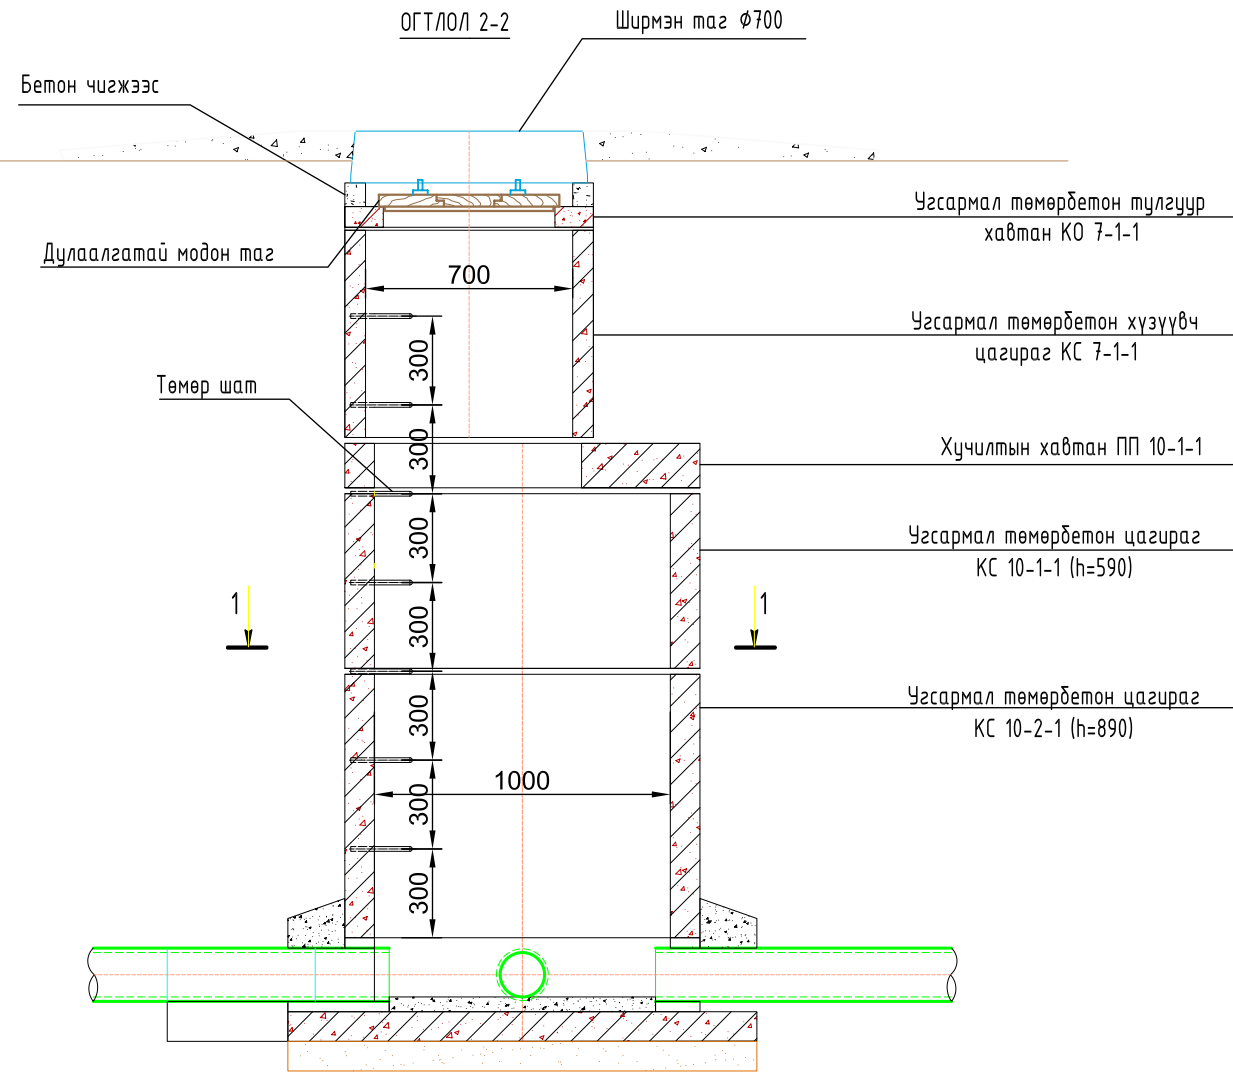 ОГТЛОЛ 2-2
Ширмэн таг Ф700
Бетон чигжээс
Угсармал төмөрбетон тулгуур
хавтан КО 7-1-1
Дулаалгатай модон таг
700
Угсармал төмөрбетон хүзүүвч
цагираг КС 7-1-1
300
Төмөр шат
300
Хучилтын хавтан ПП 10-1-1
300
Угсармал төмөрбетон цагираг
КС 10-1-1 (h=590)
1
1
300
300
Угсармал төмөрбетон цагираг
КС 10-2-1 (h=890)
1000
300
300